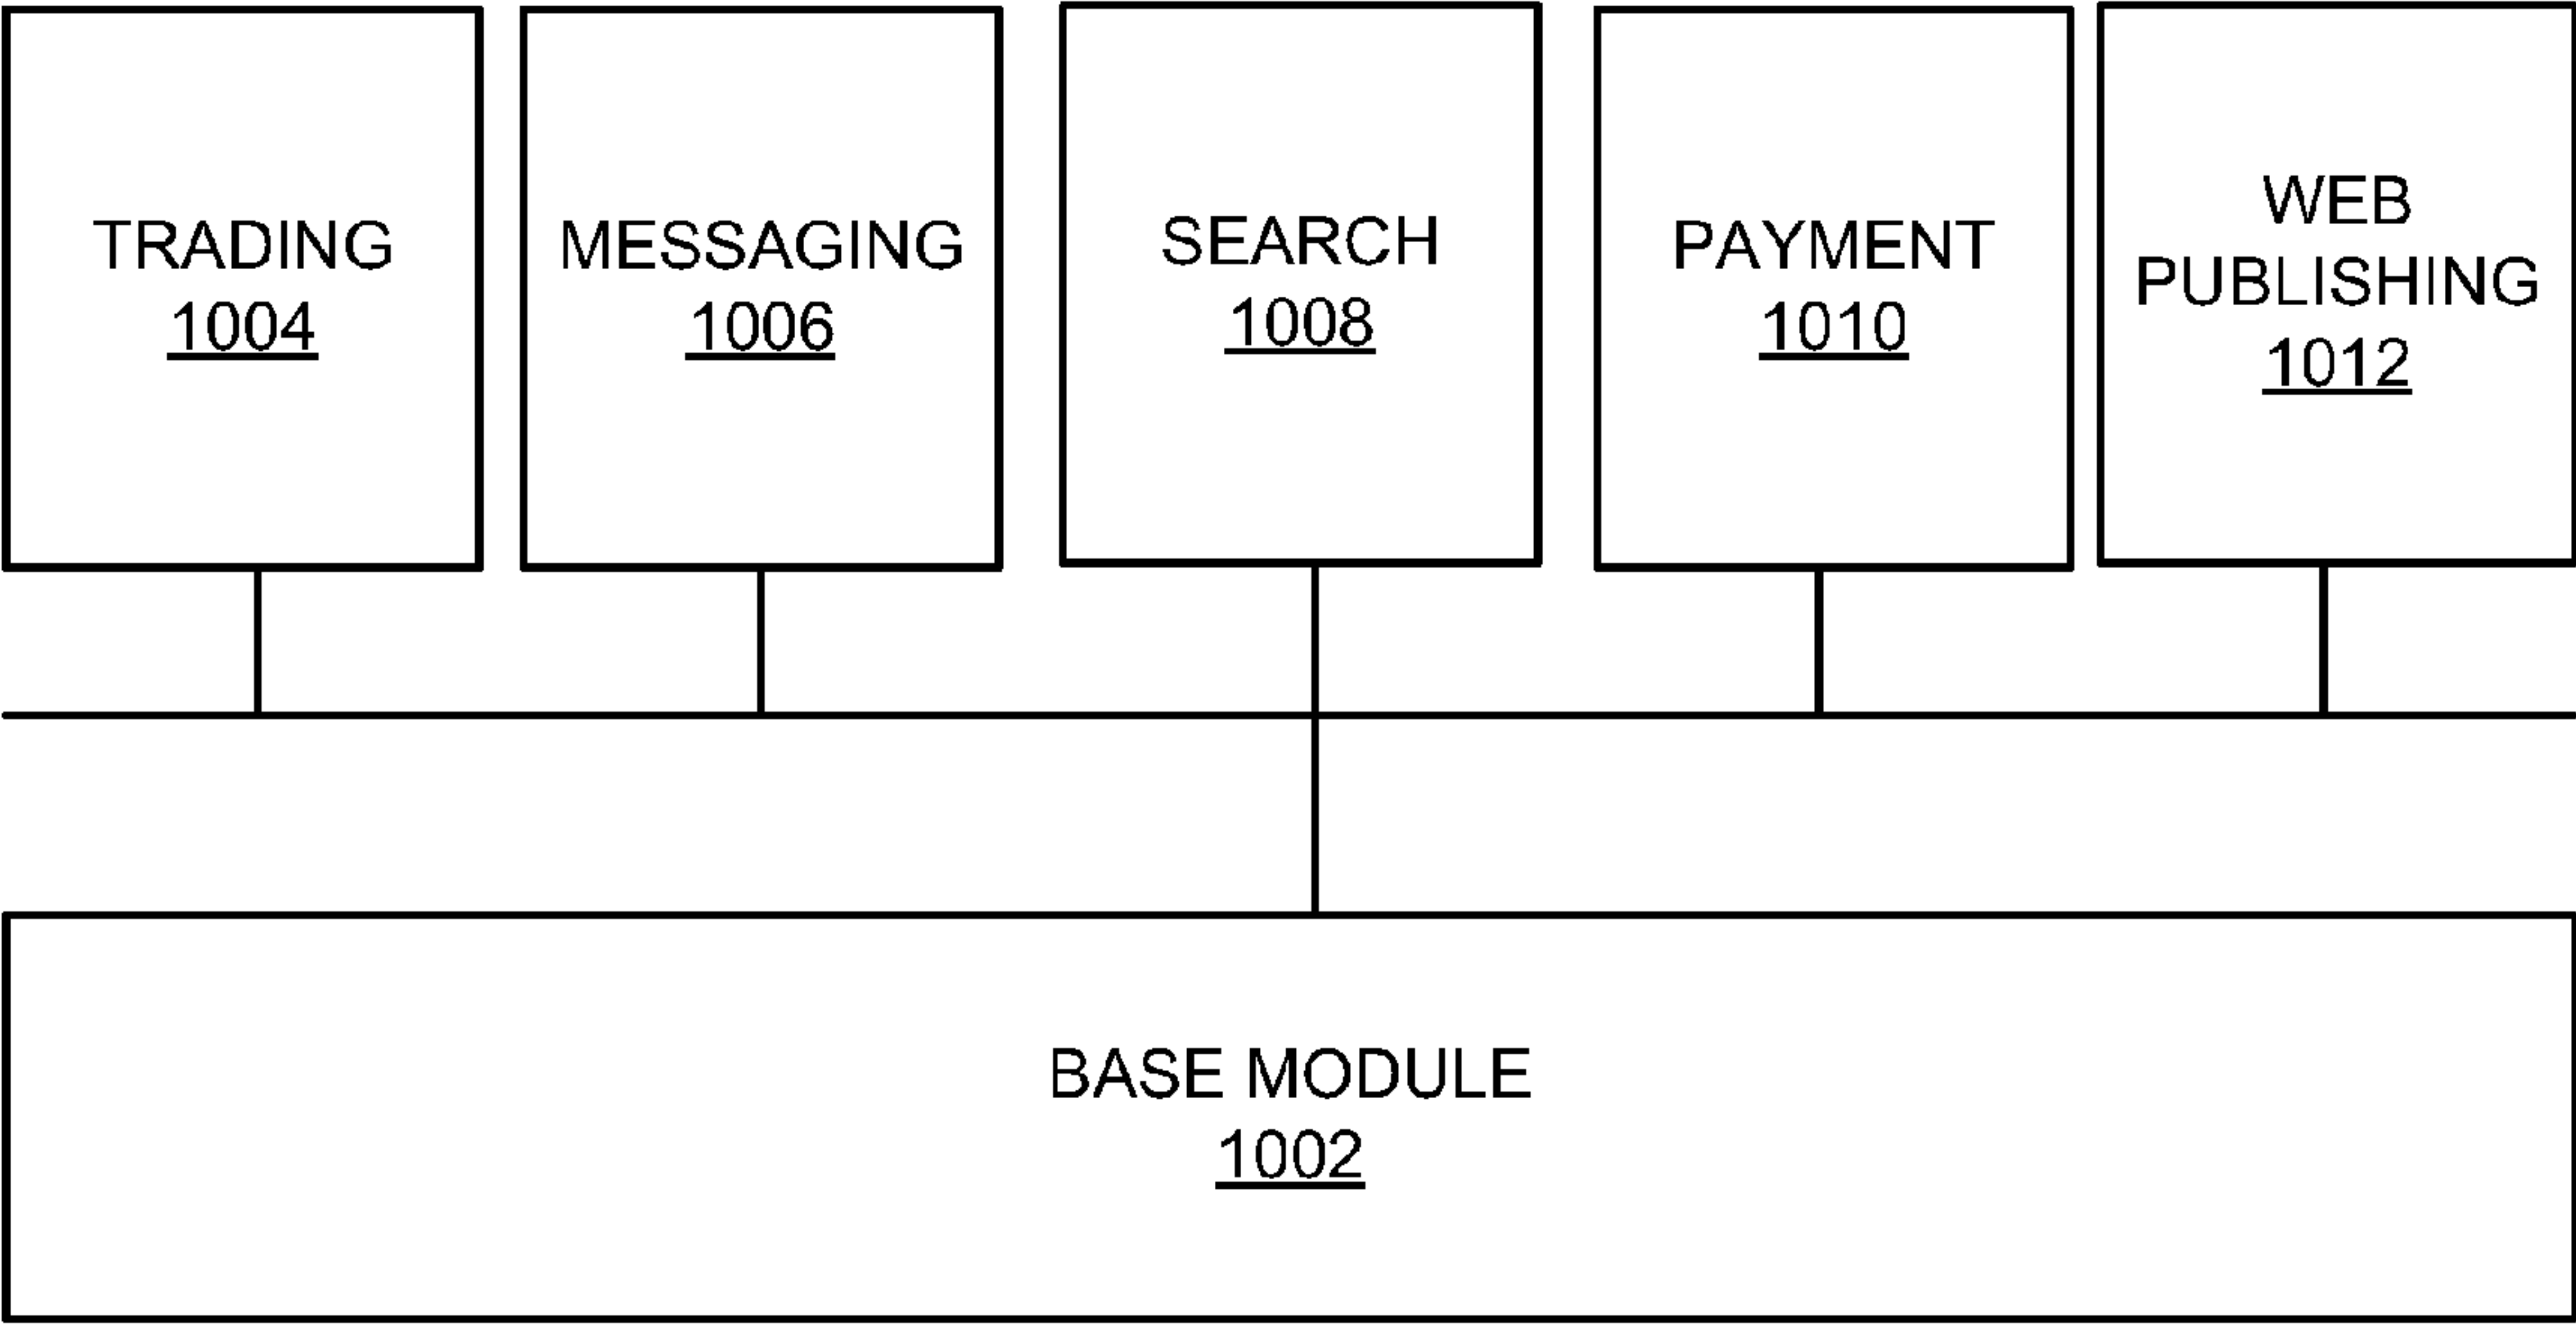 TRADING
1004
MESSAGING
1006
SEARCH
1008
PAYMENT
1010
WEB
PUBLISHING
1012
BASE MODULE
1002